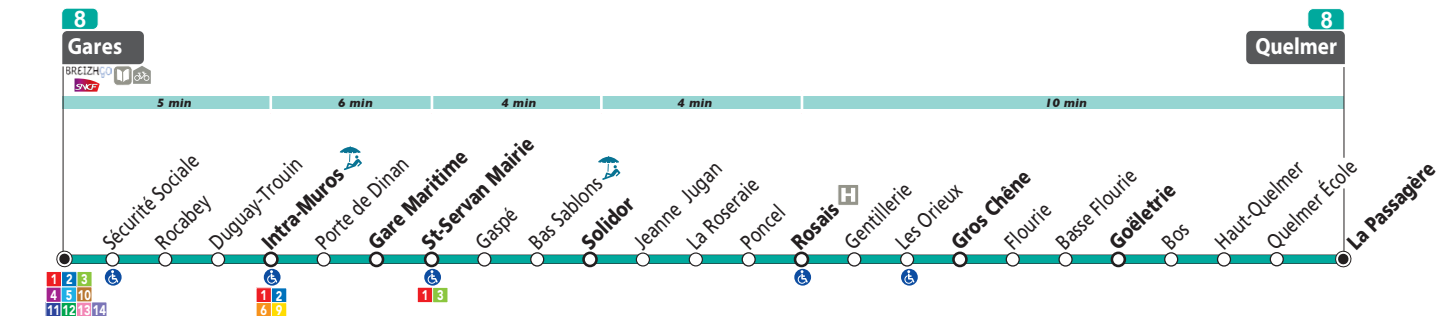 8
8
Gares
Quelmer
BREIZHGO
SNCF
5 min 6 min 4 min 4 min 10 min
Sécurité Sociale
Rocabey
Duguay-Trouin
Intra-Muros
Porte de Dinan
Gare Maritime
St-Servan Mairie
Gaspé
Bas Sablons
Solidor
Jeanne Jugan
La Roseraie
Poncel
Rosais
H
Gentillerie
Les Orieux
Gros Chêne
Flourie
Basse Flourie
Goëletrie
Bos
Haut-Quelmer
Quelmer École
La Passagère
1 2 3
4 5 10
11 12 13 14
1 2
6 9
1 3